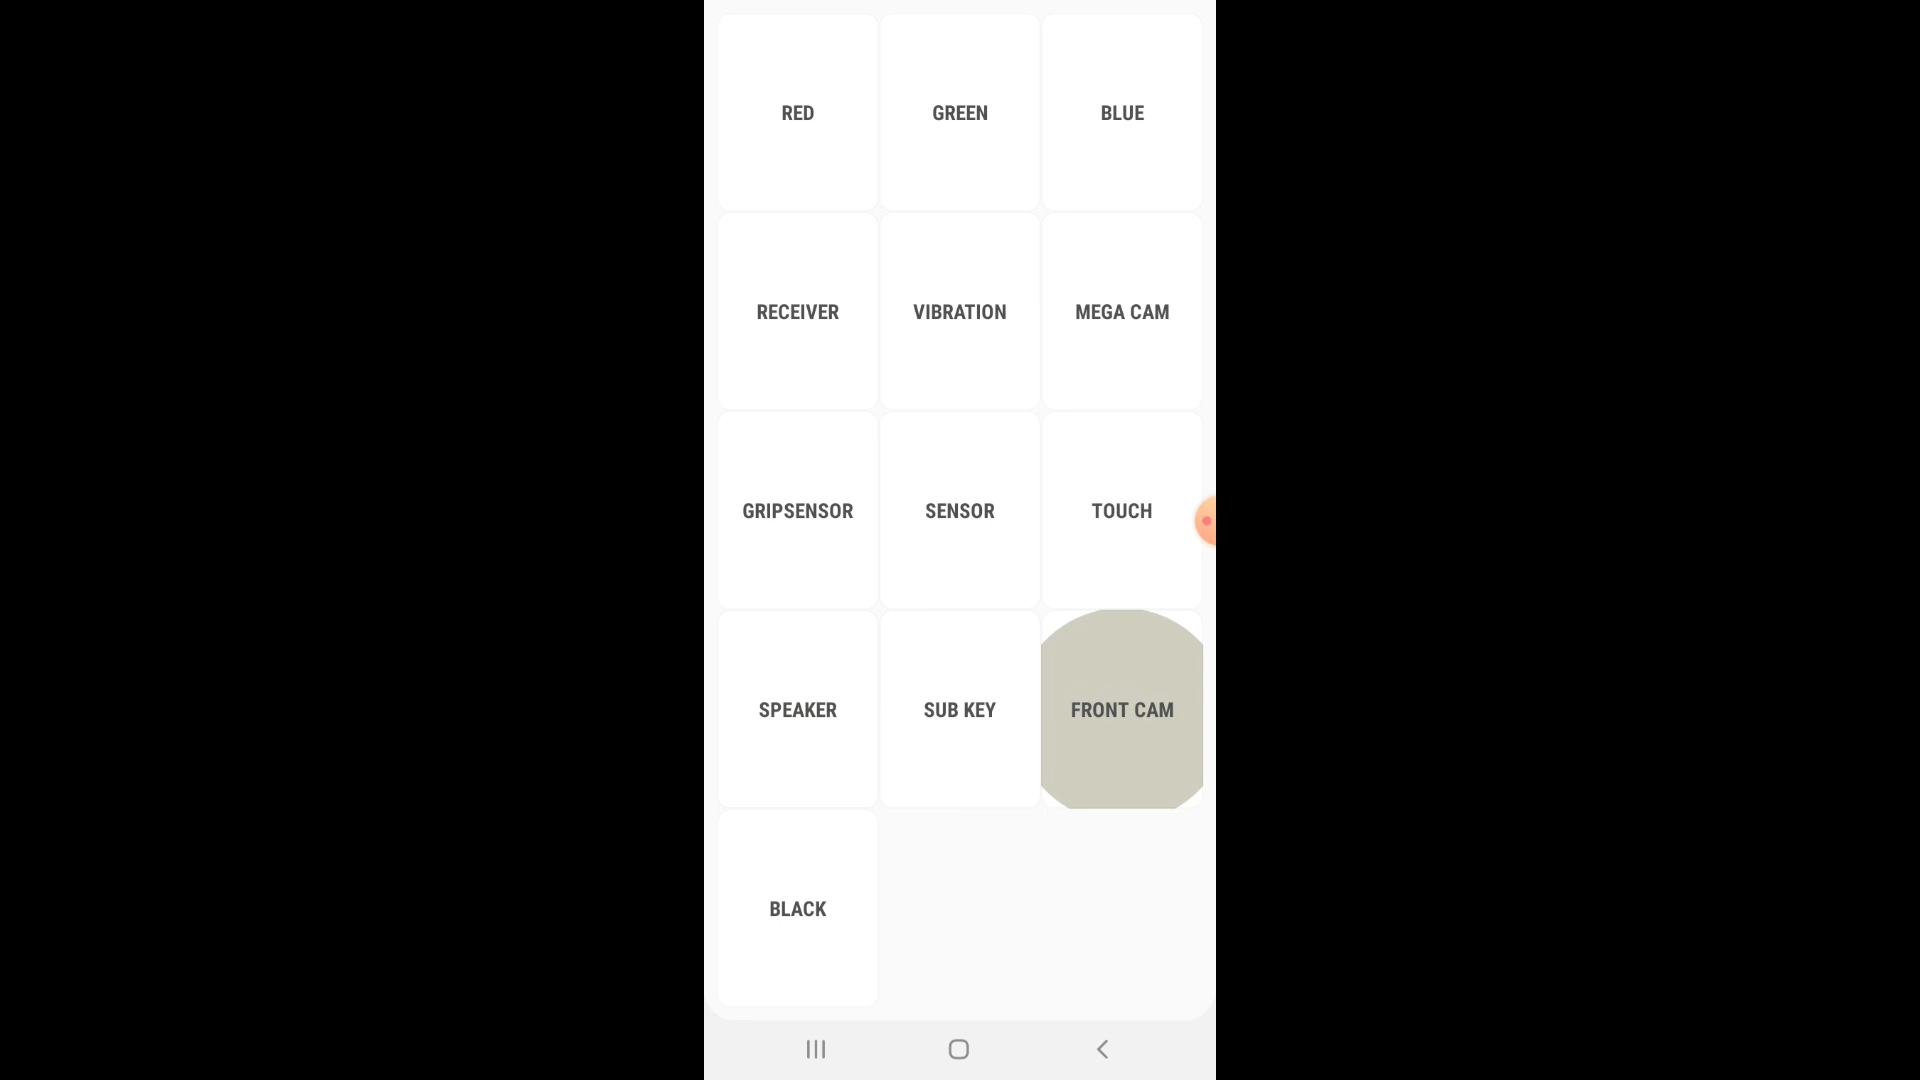 RED GREEN BLUE
RECEIVER VIBRATION MEGA CAM
GRIPSENSOR SENSOR TOUCH
SPEAKER SUB KEY FRONT CAM
BLACK